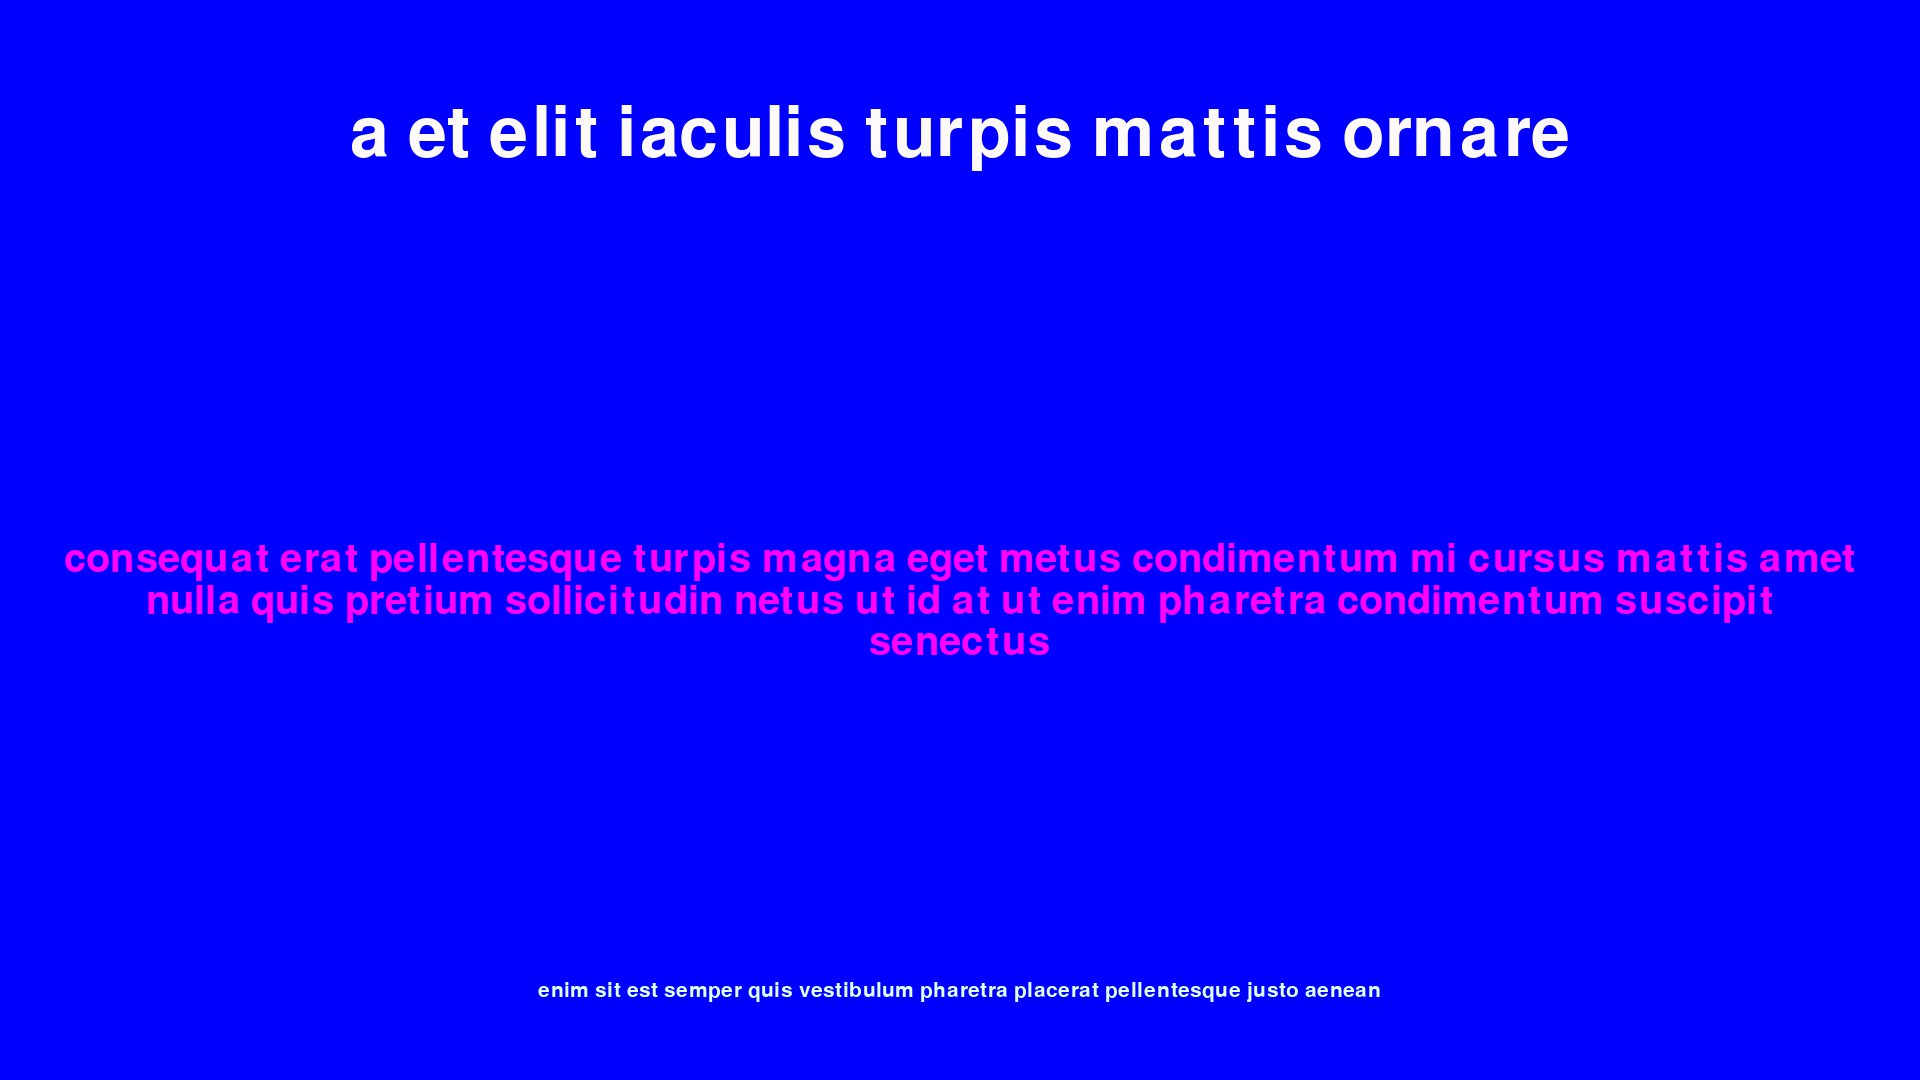 a et elit iaculis turpis mattis ornare
consequat erat pellentesque turpis magna eget metus condimentum mi cursus mattis amet
nulla quis pretium sollicitudin netus ut id at ut enim pharetra condimentum suscipit
senectus
enim sit est semper quis vestibulum pharetra placerat pellentesque justo aenean